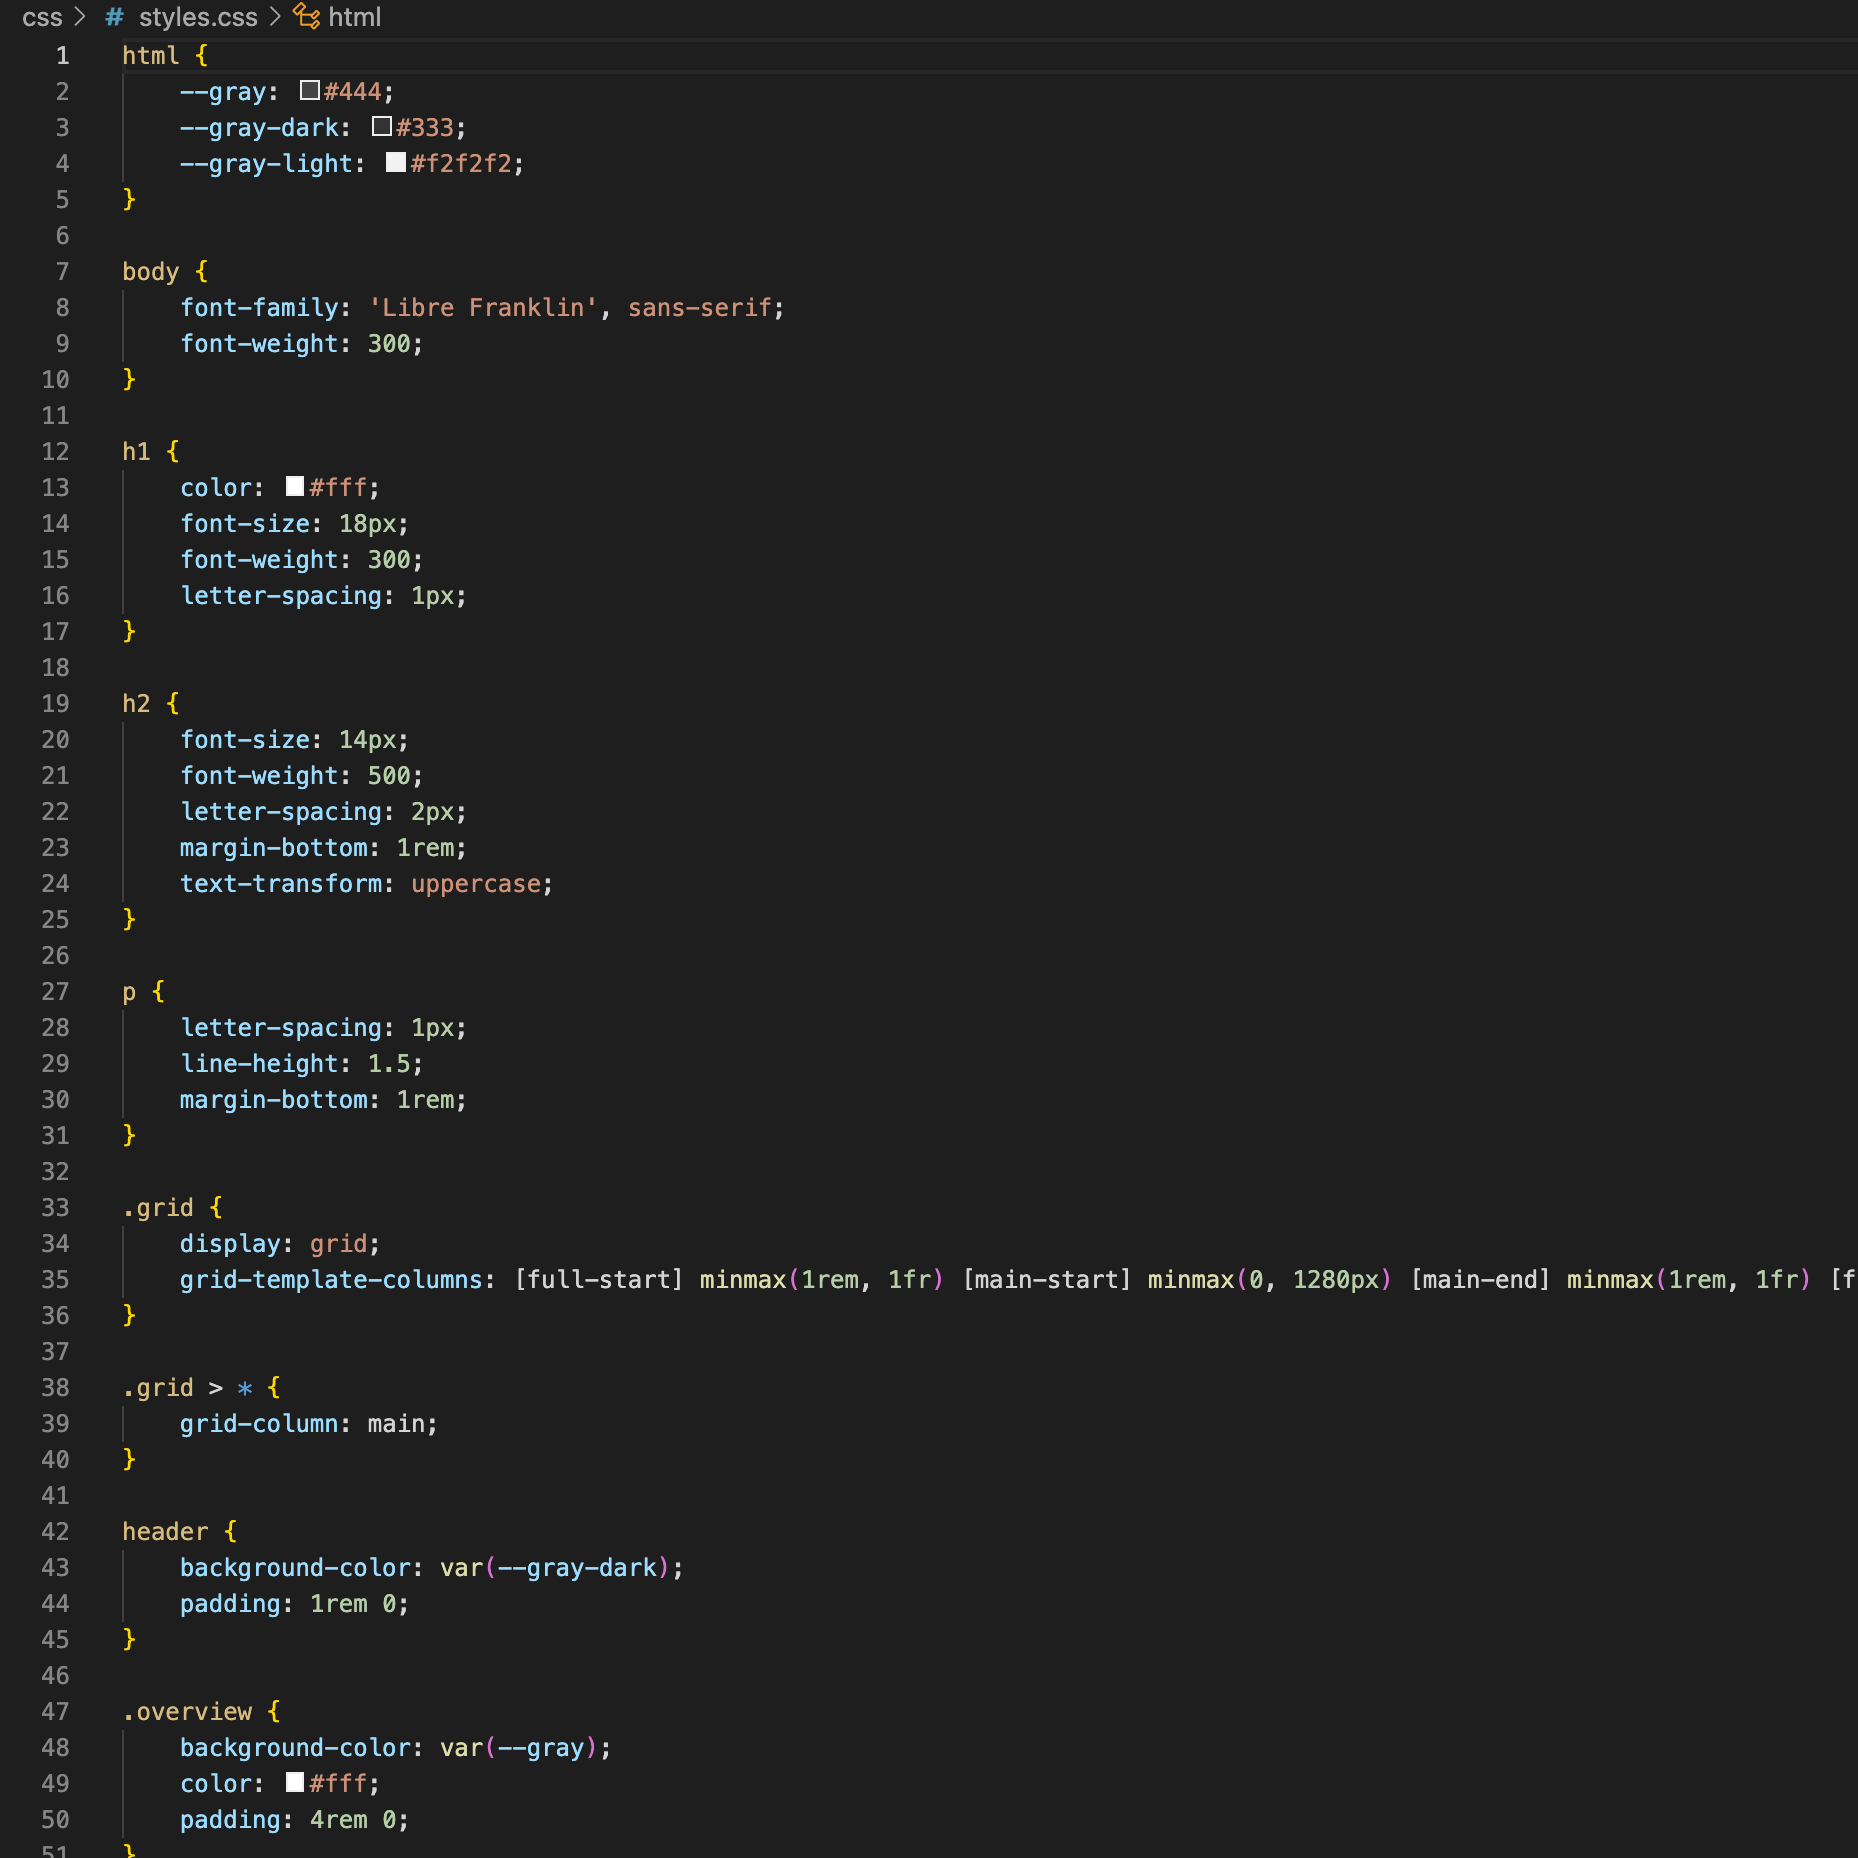 css > # styles.css > html
1 html {
2     --gray: #444;
3     --gray-dark: #333;
4     --gray-light: #f2f2f2;
5 }
6
7 body {
8     font-family: 'Libre Franklin', sans-serif;
9     font-weight: 300;
10 }
11
12 h1 {
13     color: #fff;
14     font-size: 18px;
15     font-weight: 300;
16     letter-spacing: 1px;
17 }
18
19 h2 {
20     font-size: 14px;
21     font-weight: 500;
22     letter-spacing: 2px;
23     margin-bottom: 1rem;
24     text-transform: uppercase;
25 }
26
27 p {
28     letter-spacing: 1px;
29     line-height: 1.5;
30     margin-bottom: 1rem;
31 }
32
33 .grid {
34     display: grid;
35     grid-template-columns: [full-start] minmax(1rem, 1fr) [main-start] minmax(0, 1280px) [main-end] minmax(1rem, 1fr) [f
36 }
37
38 .grid > * {
39     grid-column: main;
40 }
41
42 header {
43     background-color: var(--gray-dark);
44     padding: 1rem 0;
45 }
46
47 .overview {
48     background-color: var(--gray);
49     color: #fff;
50     padding: 4rem 0;
51 }